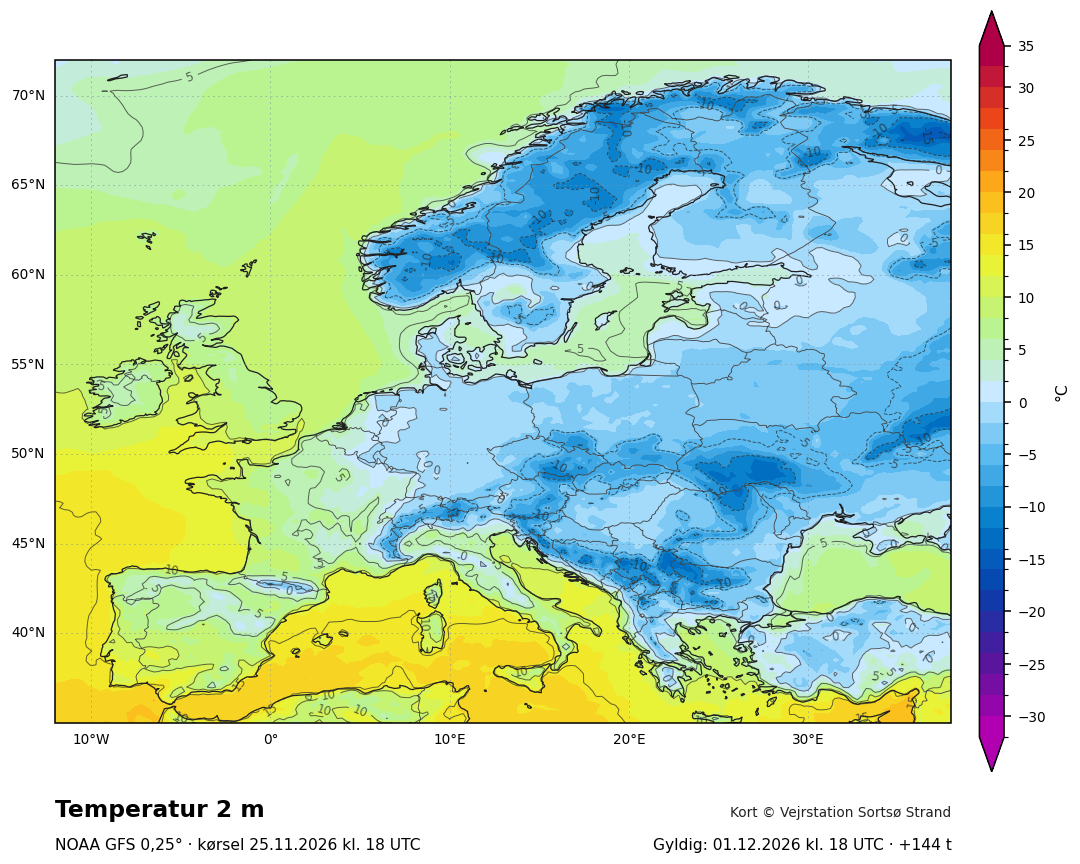 70°N
65°N
60°N
55°N
50°N
45°N
40°N
10°W 0° 10°E 20°E 30°E
35
30
25
20
15
10
5
0
−5
−10
−15
−20
−25
−30
°C
Temperatur 2 m
Kort © Vejrstation Sortsø Strand
NOAA GFS 0,25° · kørsel 25.11.2026 kl. 18 UTC
Gyldig: 01.12.2026 kl. 18 UTC · +144 t